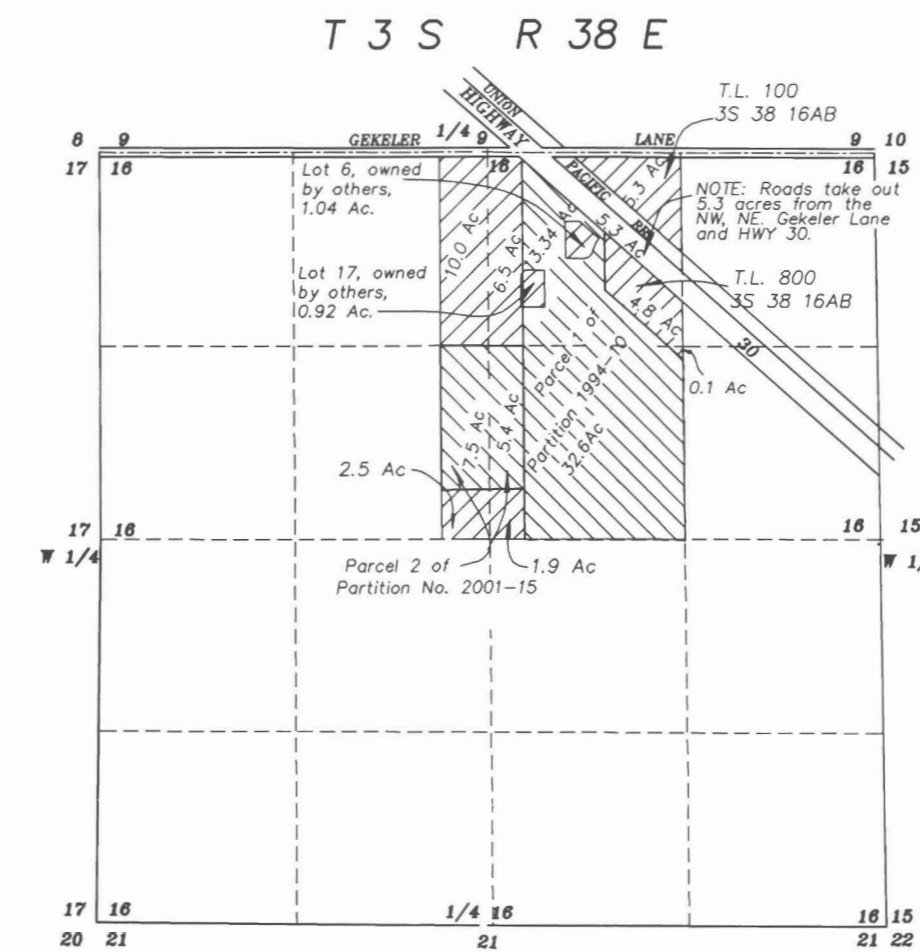 T 3 S R 38 E
T.L. 100
3S 38 16AB
UNION
HIGHWAY
8 9 GEKELER 1/4 9 LANE 9 10
17 16 16 16 15
PACIFIC
RR
Lot 6, owned
by others,
1.04 Ac.
NOTE: Roads take out
5.3 acres from the
NW, NE. Gekeler Lane
and HWY 30.
10.0 Ac
6.5 Ac
3.34 Ac
5.3 Ac
Lot 17, owned
by others,
0.92 Ac.
T.L. 800
3S 38 16AB
4.8 Ac
30
0.1 Ac
Parcel 1 of
Partition 1994-10
32.6Ac
7.5 Ac
5.4 Ac
2.5 Ac
17 16 16 15
W 1/4 W 1/
1.9 Ac
Parcel 2 of
Partition No. 2001-15
17 16 1/4 16 16 15
20 21 21 21 22